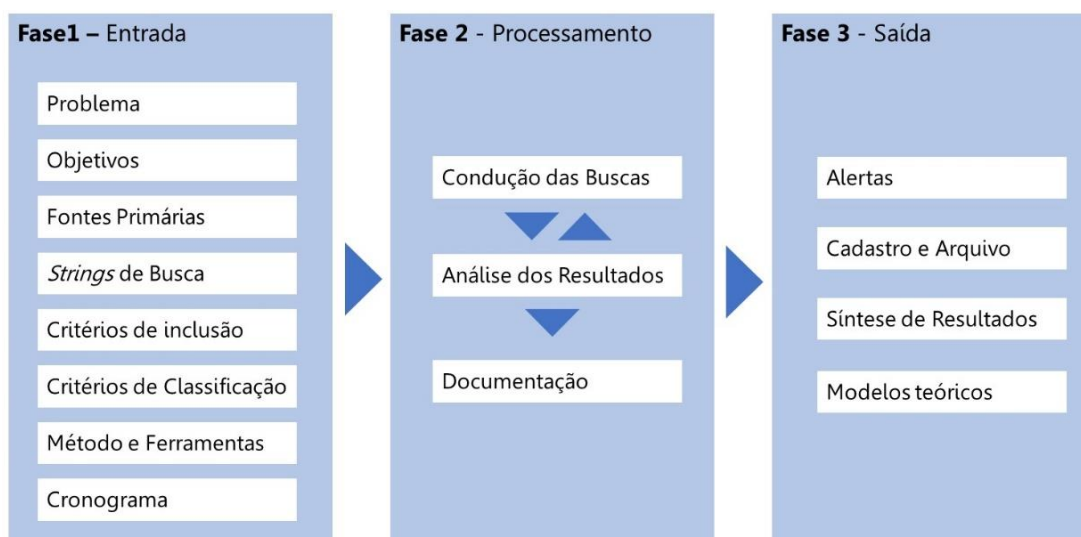 Fase1 – Entrada
Problema
Objetivos
Fontes Primárias
Strings de Busca
Critérios de inclusão
Critérios de Classificação
Método e Ferramentas
Cronograma
Fase 2 - Processamento
Condução das Buscas
Análise dos Resultados
Documentação
Fase 3 - Saída
Alertas
Cadastro e Arquivo
Síntese de Resultados
Modelos teóricos